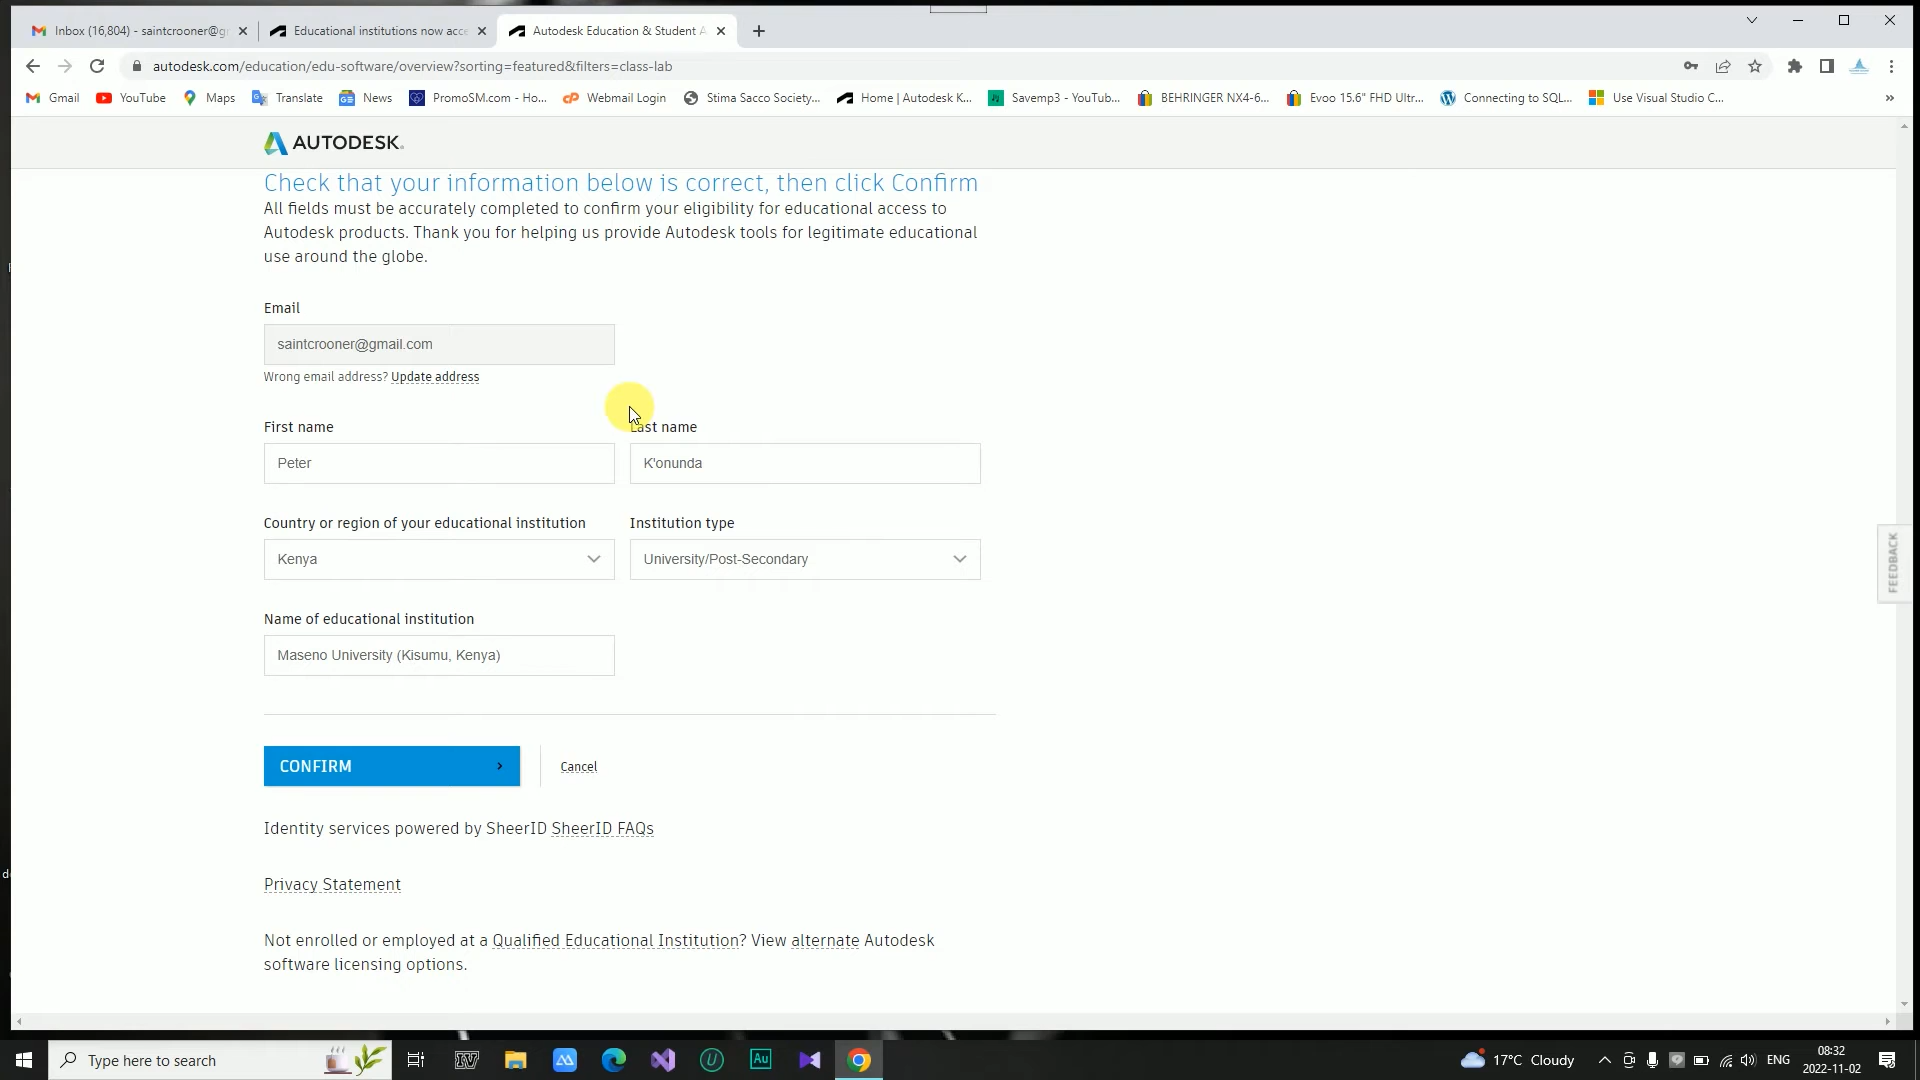 Inbox (16,804) - saintcrooner@g
Educational institutions now acce
Autodesk Education & Student A
autodesk.com/education/edu-software/overview?sorting=featured&filters=class-lab
Gmail
YouTube
Maps
Translate
News
PromoSM.com - Ho...
Webmail Login
Stima Sacco Society...
Home | Autodesk K...
Savemp3 - YouTub...
BEHRINGER NX4-6...
Evoo 15.6" FHD Ultr...
Connecting to SQL...
Use Visual Studio C...
»
AUTODESK.
Check that your information below is correct, then click Confirm
All fields must be accurately completed to confirm your eligibility for educational access to
Autodesk products. Thank you for helping us provide Autodesk tools for legitimate educational
use around the globe.
Email
saintcrooner@gmail.com
Wrong email address? Update address
First name
Last name
Peter
K'onunda
Country or region of your educational institution
Institution type
Kenya
University/Post-Secondary
FEEDBACK
Name of educational institution
Maseno University (Kisumu, Kenya)
CONFIRM
Cancel
Identity services powered by SheerID SheerID FAQs
Privacy Statement
Not enrolled or employed at a Qualified Educational Institution? View alternate Autodesk
software licensing options.
Type here to search
Au
17°C Cloudy
ENG
08:32
2022-11-02